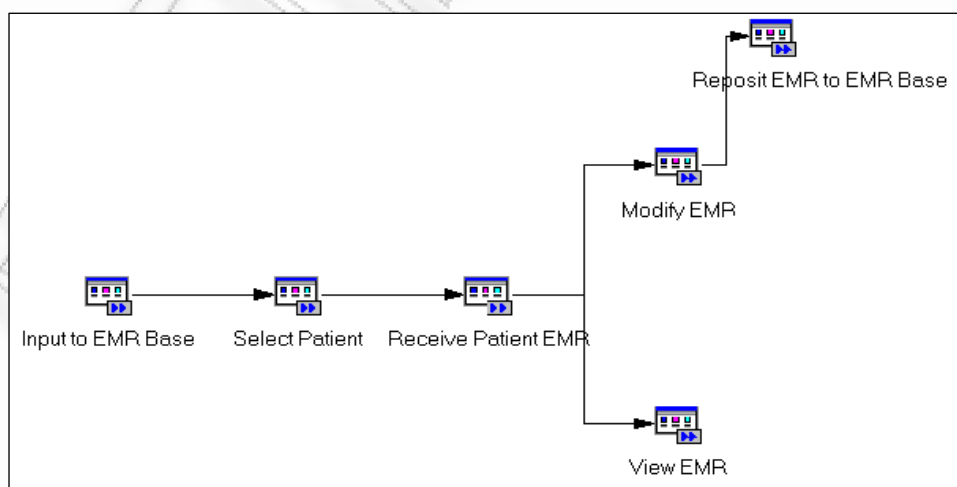 Reposit EMR to EMR Base
Modify EMR
Input to EMR Base
Select Patient
Receive Patient EMR
View EMR